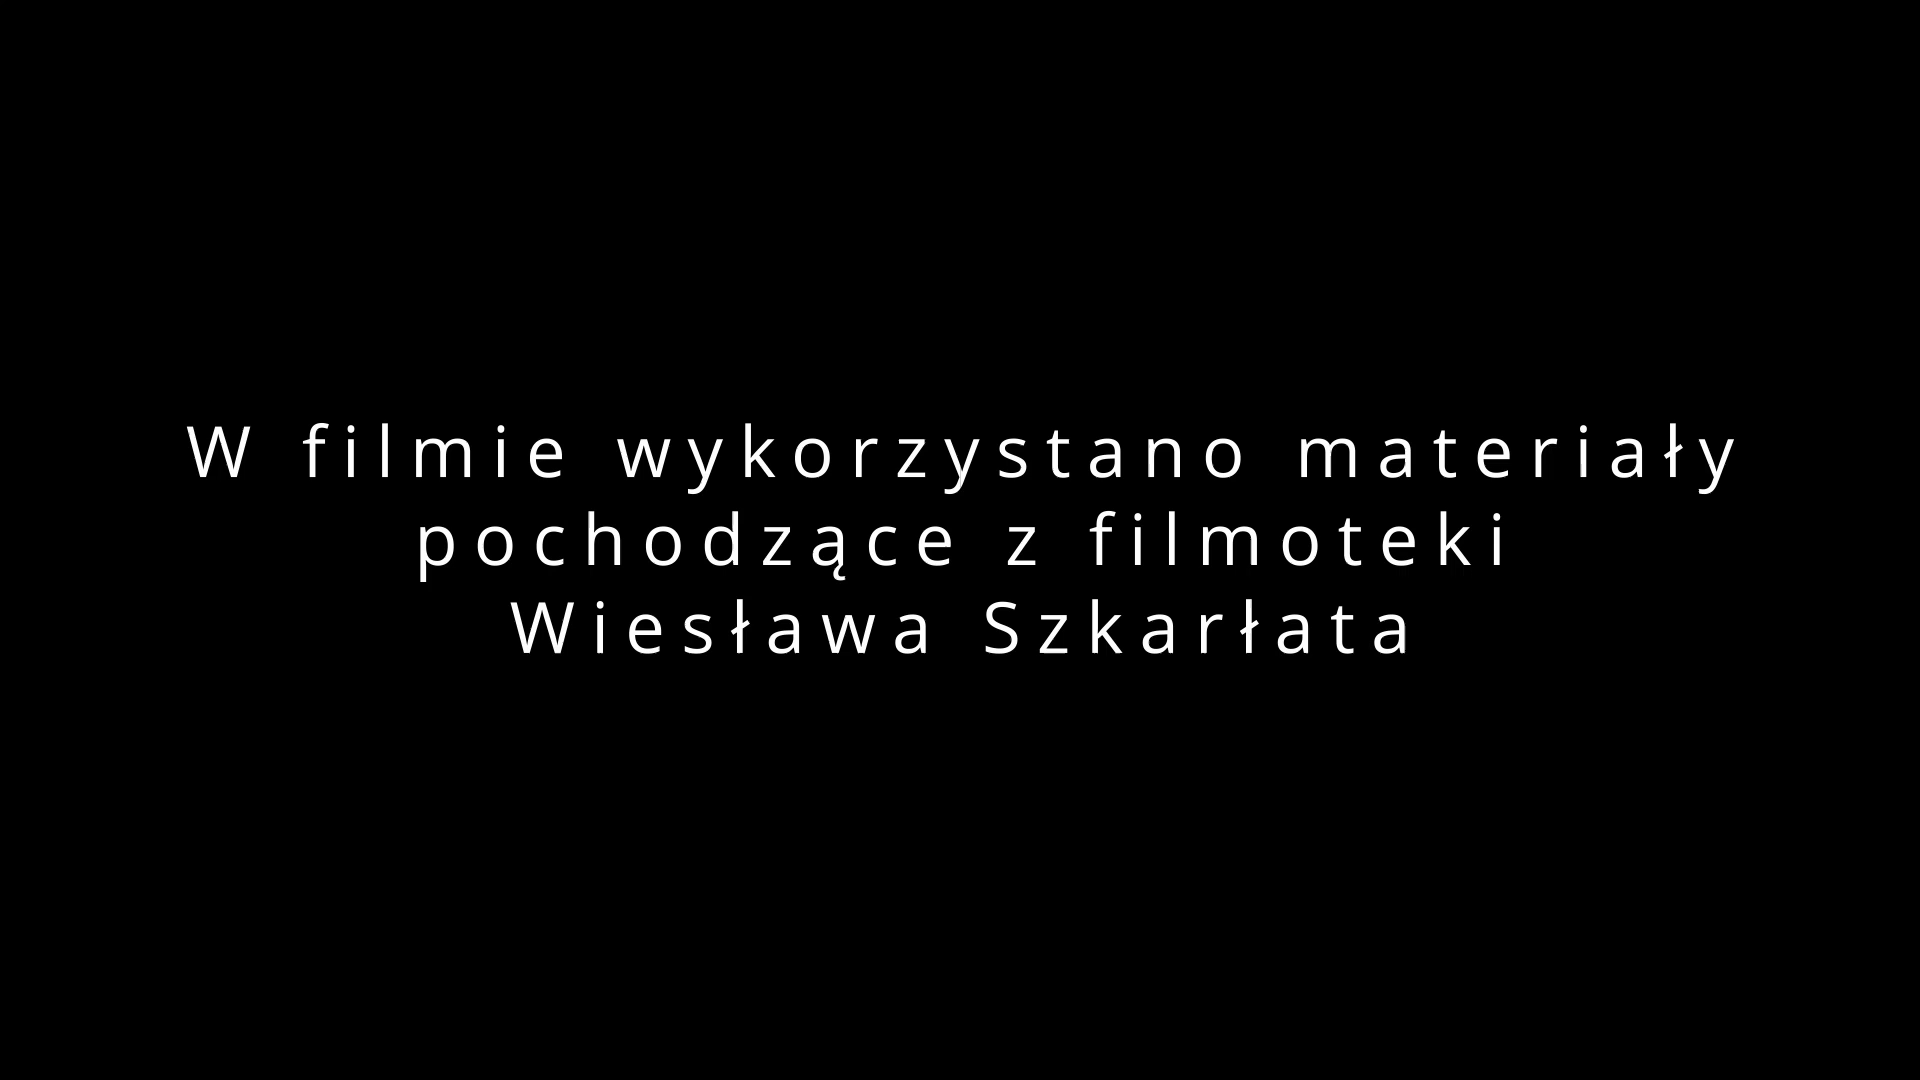 W filmie wykorzystano materiały
pochodzące z filmoteki
Wiesława Szkarłata